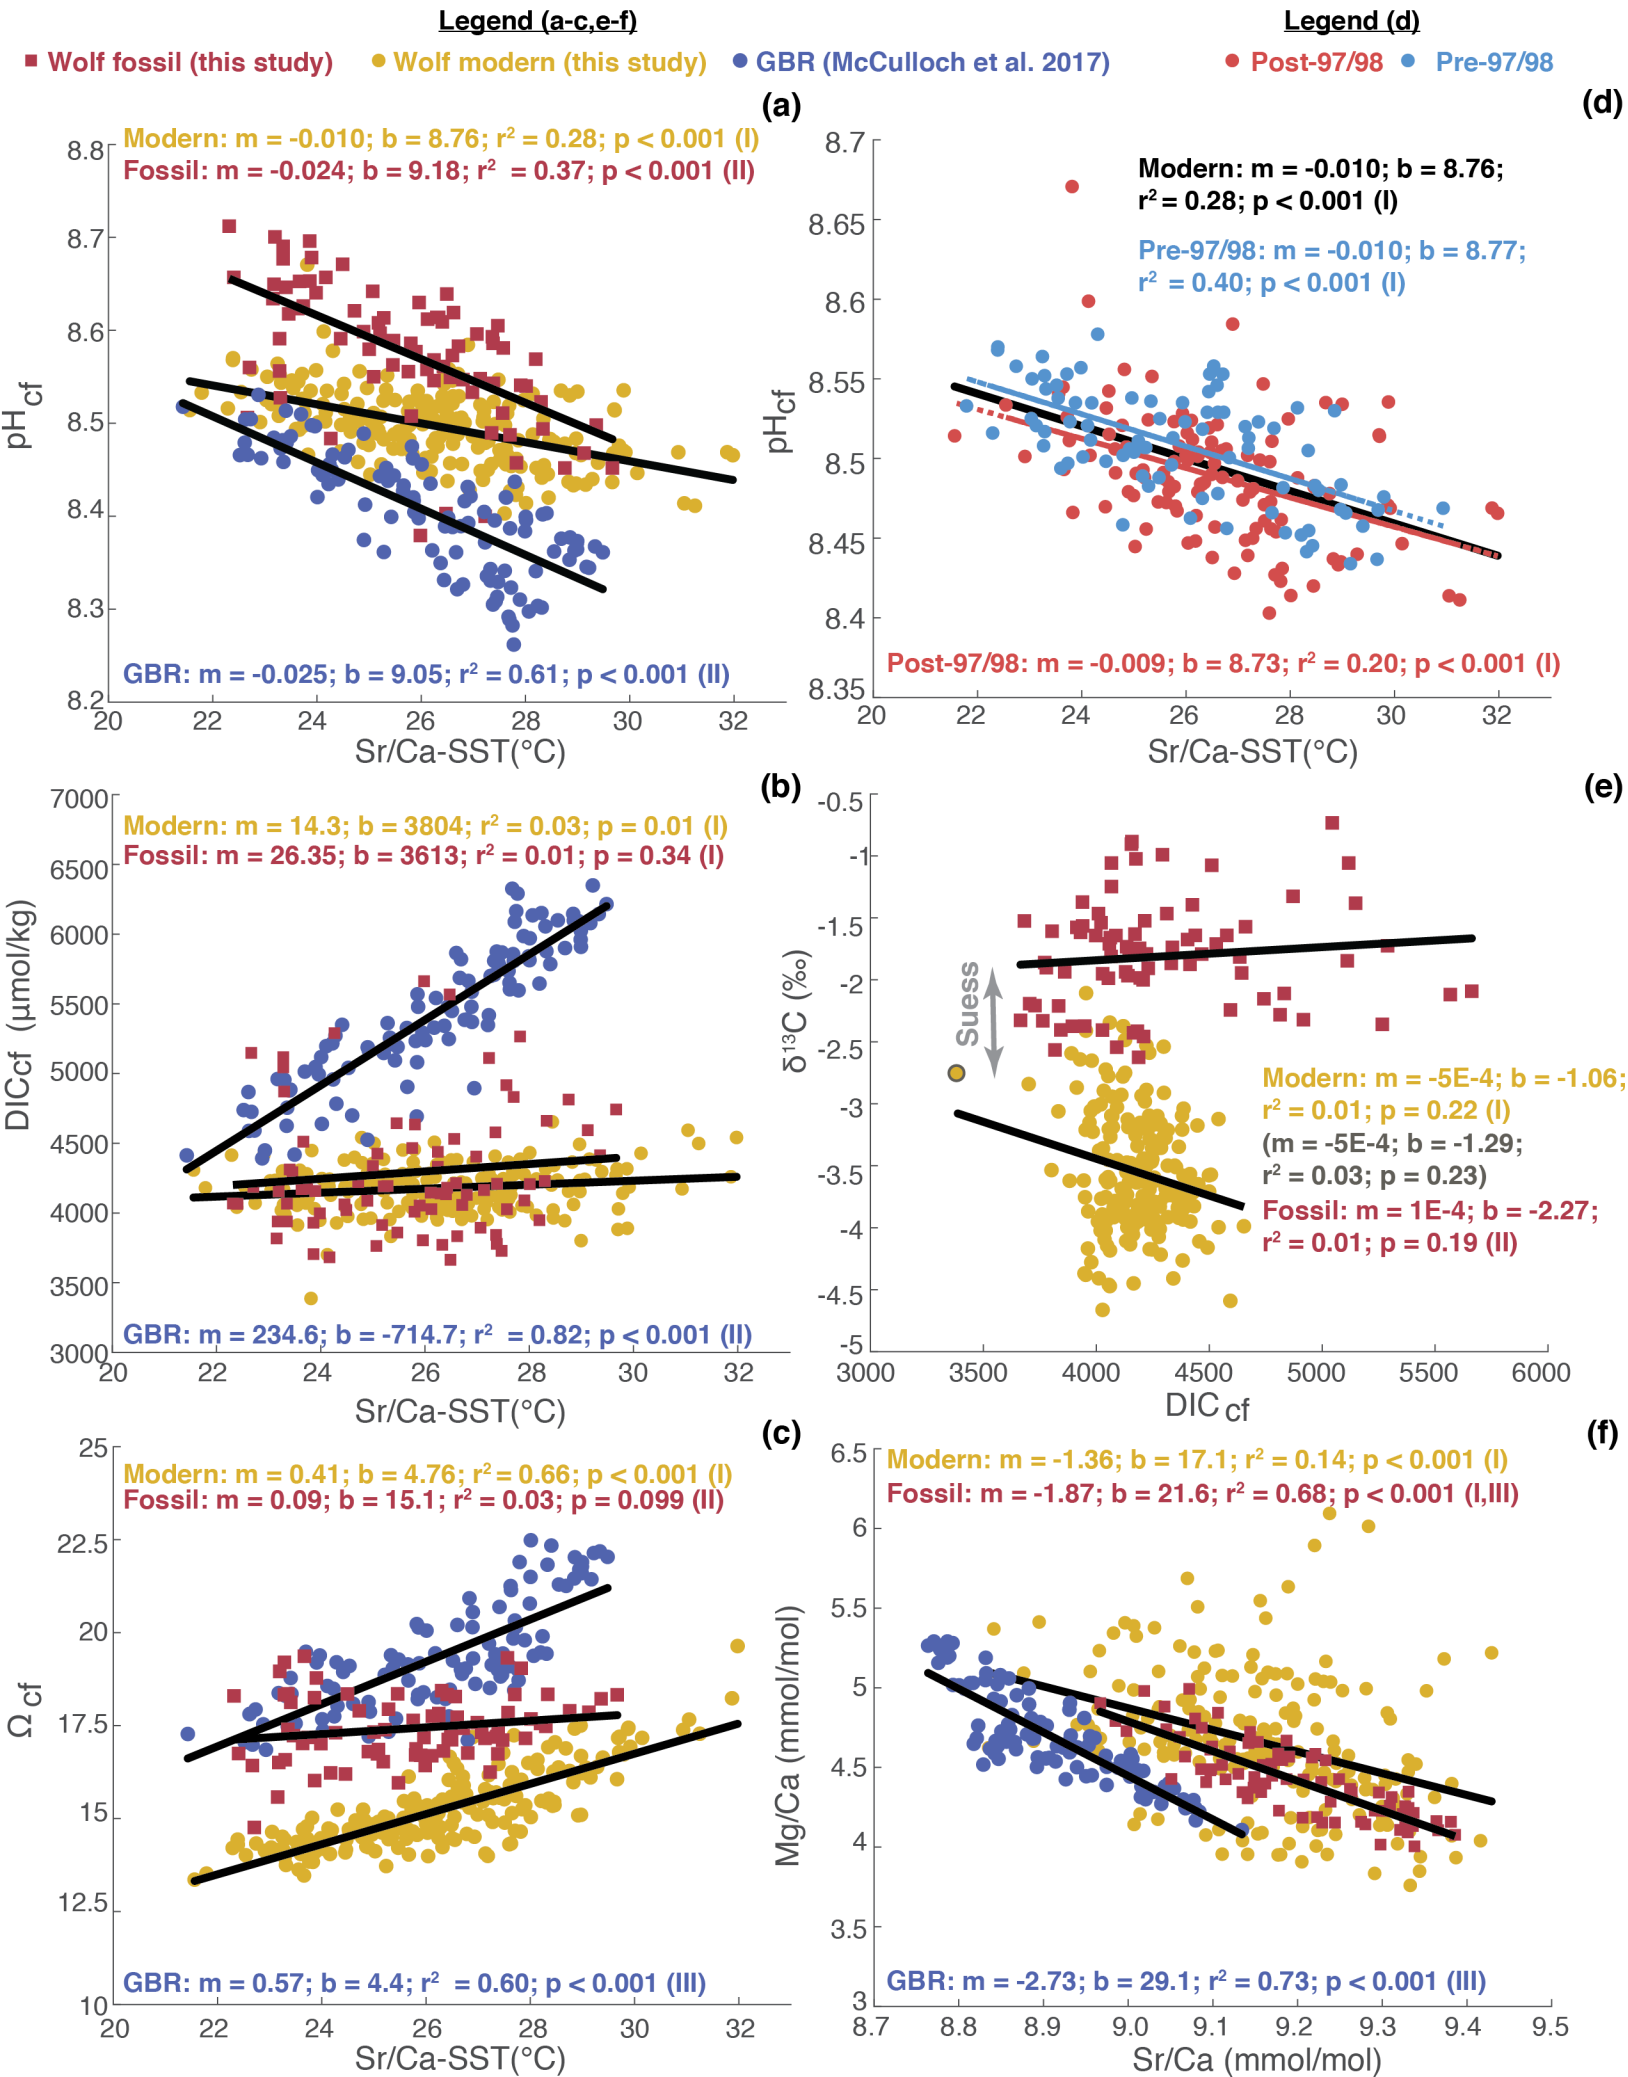 Legend (a-c,e-f)
Legend (d)
Wolf fossil (this study)
Wolf modern (this study)
GBR (McCulloch et al. 2017)
Post-97/98
Pre-97/98
(a)
Modern: m = -0.010; b = 8.76; r² = 0.28; p < 0.001 (I)
Fossil: m = -0.024; b = 9.18; r² = 0.37; p < 0.001 (II)
8.8
8.7
8.6
8.5
8.4
8.3
8.2
pHcf
GBR: m = -0.025; b = 9.05; r² = 0.61; p < 0.001 (II)
20 22 24 26 28 30 32
Sr/Ca-SST(°C)
(d)
8.7
8.65
8.6
8.55
8.5
8.45
8.4
8.35
pHcf
Modern: m = -0.010; b = 8.76;
r² = 0.28; p < 0.001 (I)
Pre-97/98: m = -0.010; b = 8.77;
r² = 0.40; p < 0.001 (I)
Post-97/98: m = -0.009; b = 8.73; r² = 0.20; p < 0.001 (I)
20 22 24 26 28 30 32
Sr/Ca-SST(°C)
(b)
7000
6500
6000
5500
5000
4500
4000
3500
3000
DICcf (µmol/kg)
Modern: m = 14.3; b = 3804; r² = 0.03; p = 0.01 (I)
Fossil: m = 26.35; b = 3613; r² = 0.01; p = 0.34 (I)
GBR: m = 234.6; b = -714.7; r² = 0.82; p < 0.001 (II)
20 22 24 26 28 30 32
Sr/Ca-SST(°C)
(e)
-0.5
-1
-1.5
-2
-2.5
-3
-3.5
-4
-4.5
-5
δ¹³C (‰)
Suess
Modern: m = -5E-4; b = -1.06;
r² = 0.01; p = 0.22 (I)
(m = -5E-4; b = -1.29;
r² = 0.03; p = 0.23)
Fossil: m = 1E-4; b = -2.27;
r² = 0.01; p = 0.19 (II)
3000 3500 4000 4500 5000 5500 6000
DIC cf
(c)
25
22.5
20
17.5
15
12.5
10
Ω cf
Modern: m = 0.41; b = 4.76; r² = 0.66; p < 0.001 (I)
Fossil: m = 0.09; b = 15.1; r² = 0.03; p = 0.099 (II)
GBR: m = 0.57; b = 4.4; r² = 0.60; p < 0.001 (III)
20 22 24 26 28 30 32
Sr/Ca-SST(°C)
(f)
6.5
6
5.5
5
4.5
4
3.5
3
Mg/Ca (mmol/mol)
Modern: m = -1.36; b = 17.1; r² = 0.14; p < 0.001 (I)
Fossil: m = -1.87; b = 21.6; r² = 0.68; p < 0.001 (I,III)
GBR: m = -2.73; b = 29.1; r² = 0.73; p < 0.001 (III)
8.7 8.8 8.9 9.0 9.1 9.2 9.3 9.4 9.5
Sr/Ca (mmol/mol)